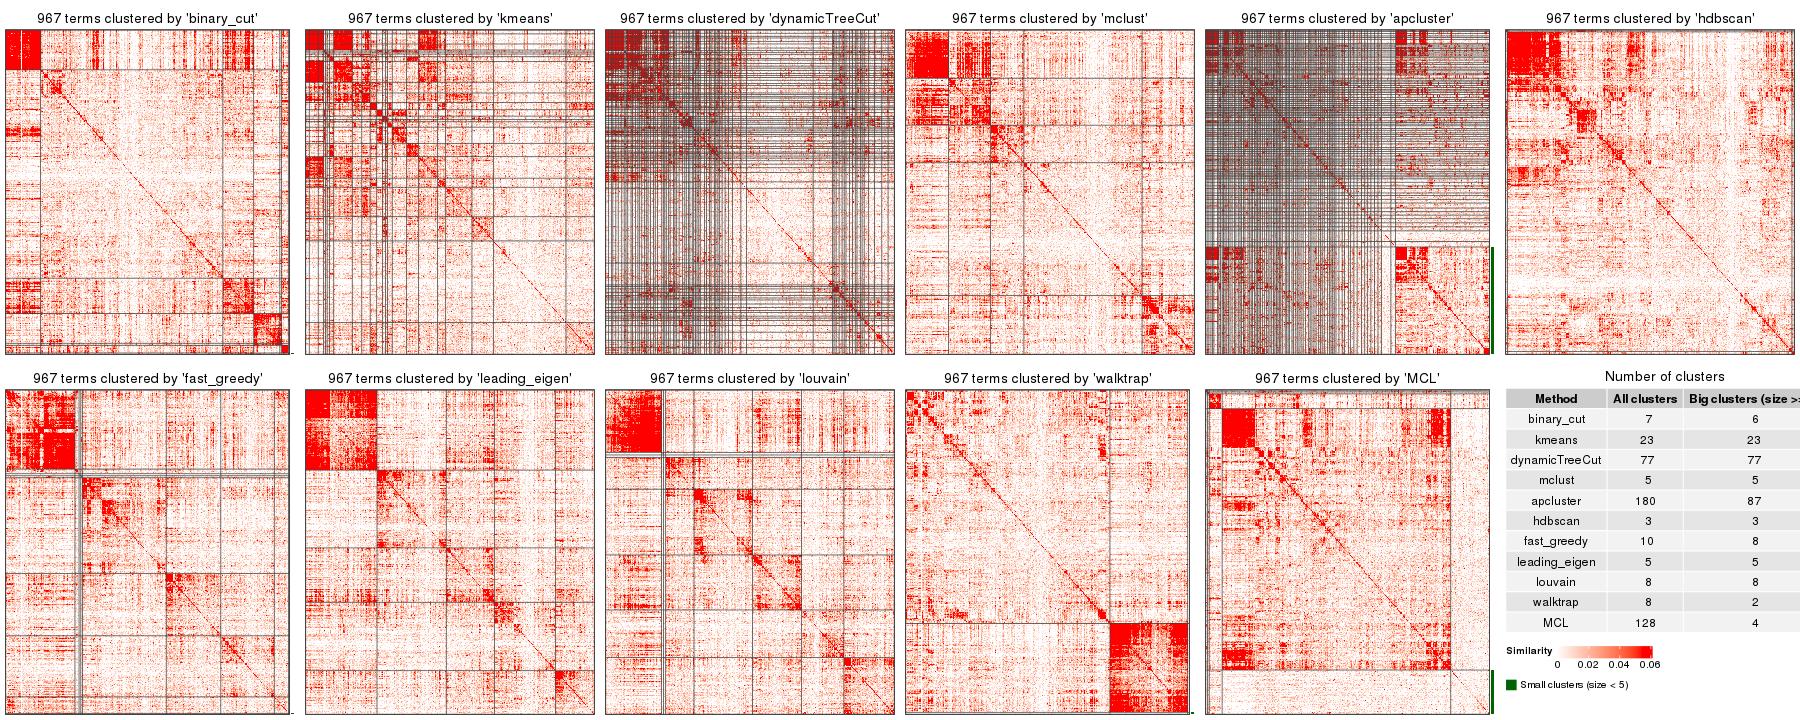 967 terms clustered by 'binary_cut'
967 terms clustered by 'kmeans'
967 terms clustered by 'dynamicTreeCut'
967 terms clustered by 'mclust'
967 terms clustered by 'apcluster'
967 terms clustered by 'hdbscan'
967 terms clustered by 'fast_greedy'
967 terms clustered by 'leading_eigen'
967 terms clustered by 'louvain'
967 terms clustered by 'walktrap'
967 terms clustered by 'MCL'
Number of clusters
Method All clusters Big clusters (size >
binary_cut 7 6
kmeans 23 23
dynamicTreeCut 77 77
mclust 5 5
apcluster 180 87
hdbscan 3 3
fast_greedy 10 8
leading_eigen 5 5
louvain 8 8
walktrap 8 2
MCL 128 4
Similarity
0 0.02 0.04 0.06
Small clusters (size < 5)